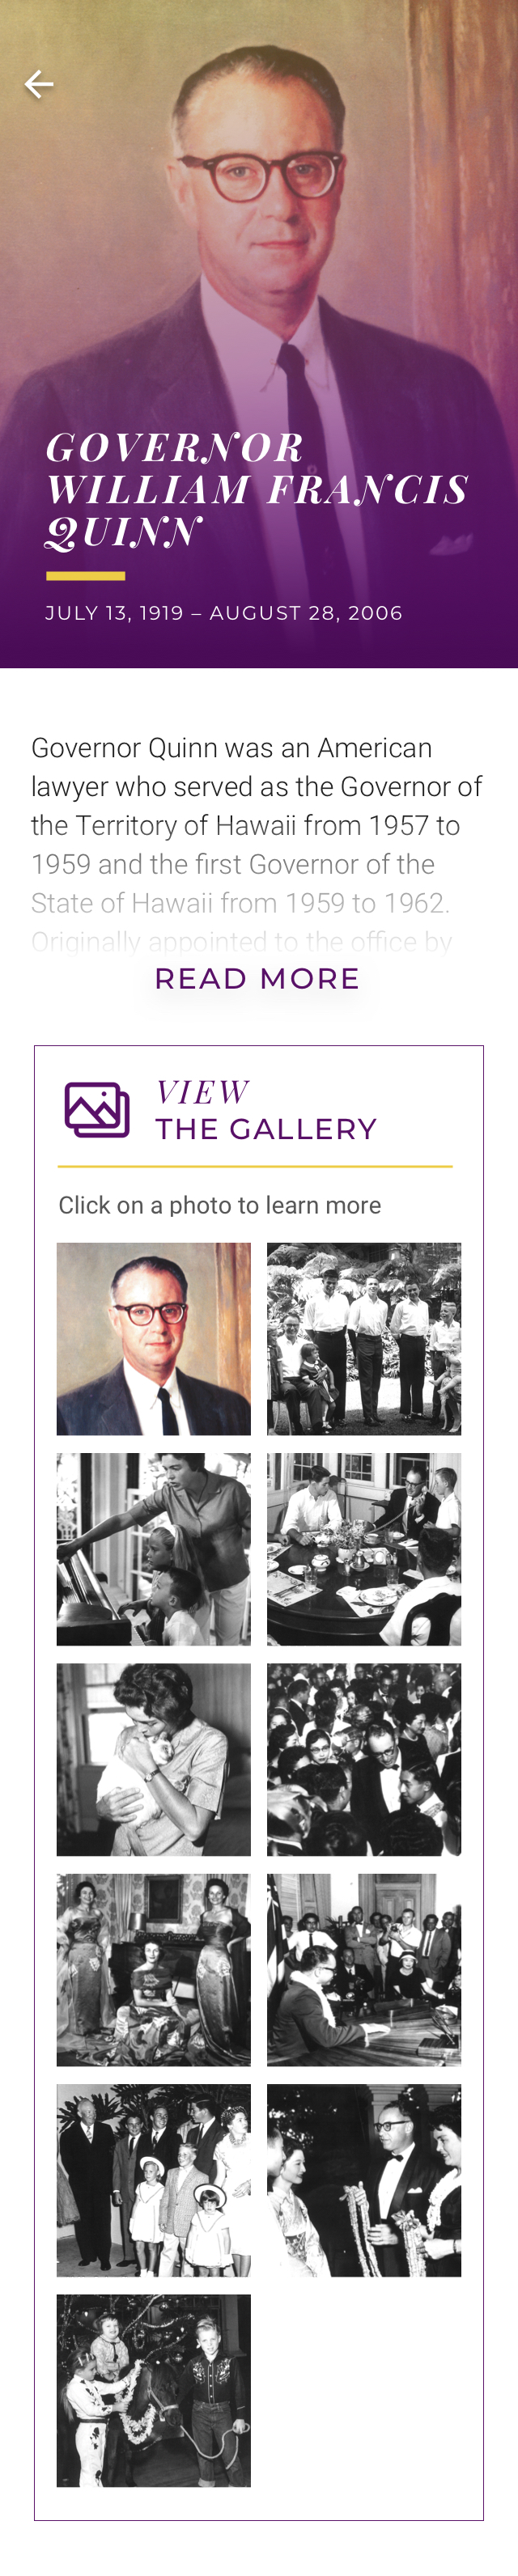 GOVERNOR
WILLIAM FRANCIS
QUINN
JULY 13, 1919 – AUGUST 28, 2006
Governor Quinn was an American
lawyer who served as the Governor of
the Territory of Hawaii from 1957 to
1959 and the first Governor of the
State of Hawaii from 1959 to 1962.
Originally appointed to the office by
READ MORE
VIEW
THE GALLERY
Click on a photo to learn more